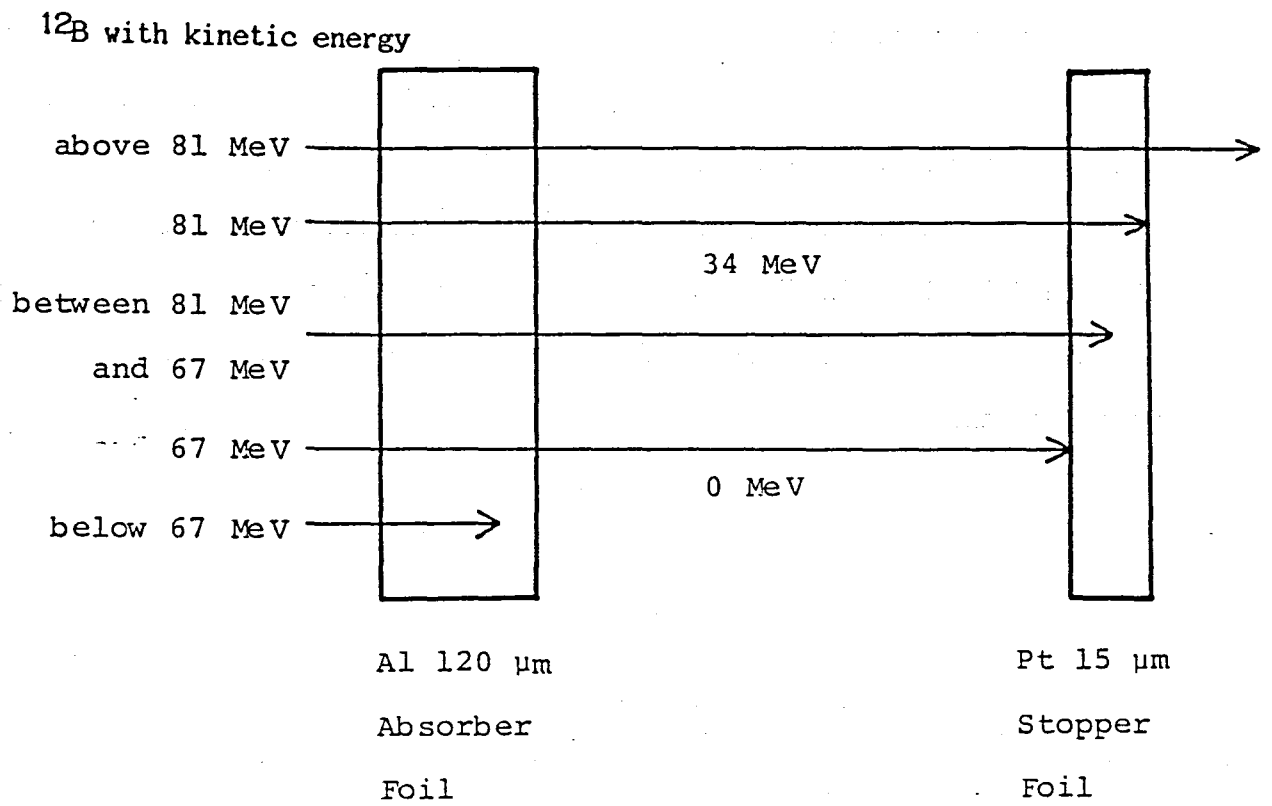 ¹²B with kinetic energy
above 81 MeV
81 MeV
34 MeV
between 81 MeV
and 67 MeV
67 MeV
0 MeV
below 67 MeV
Al 120 μm
Absorber
Foil
Pt 15 μm
Stopper
Foil